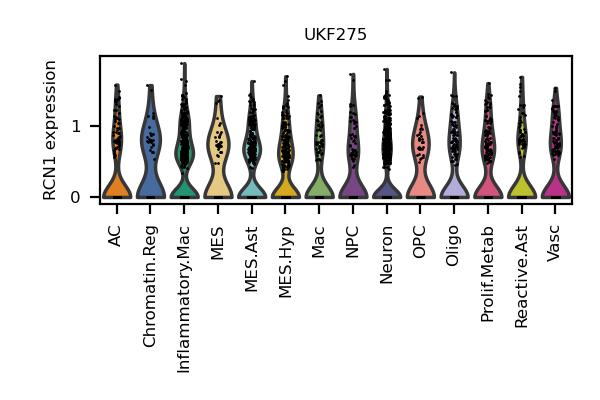 UKF275
RCN1 expression
1
0
AC
Chromatin.Reg
Inflammatory.Mac
MES
MES.Ast
MES.Hyp
Mac
NPC
Neuron
OPC
Oligo
Prolif.Metab
Reactive.Ast
Vasc